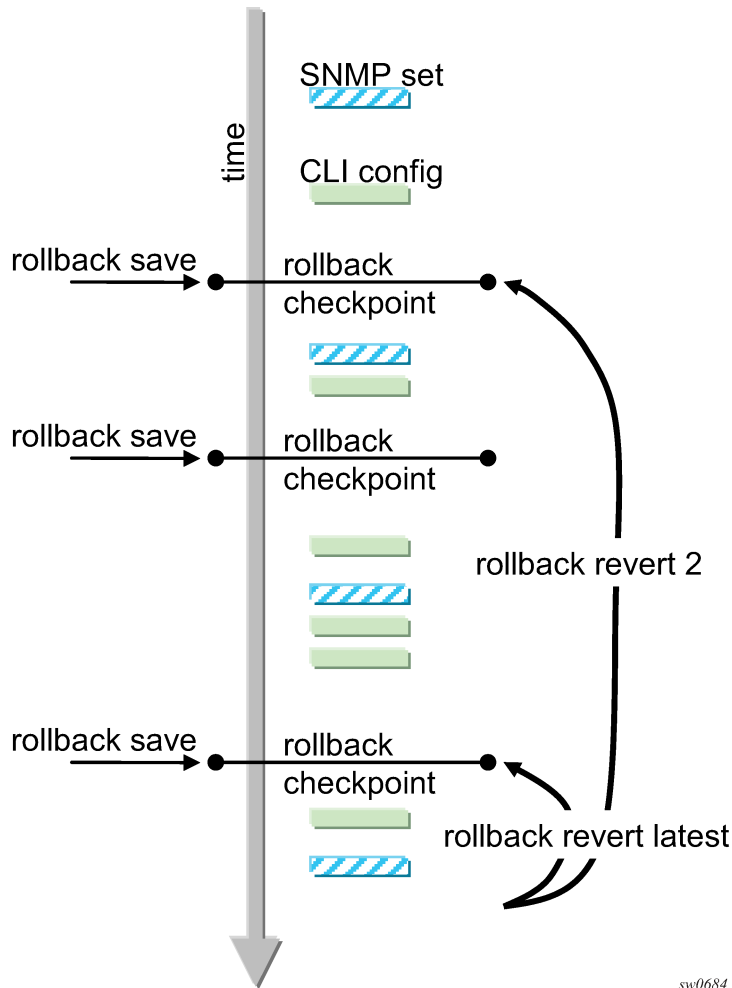 SNMP set
time
CLI config
rollback save
rollback
checkpoint
rollback save
rollback
checkpoint
rollback revert 2
rollback save
rollback
checkpoint
rollback revert latest
sw0684